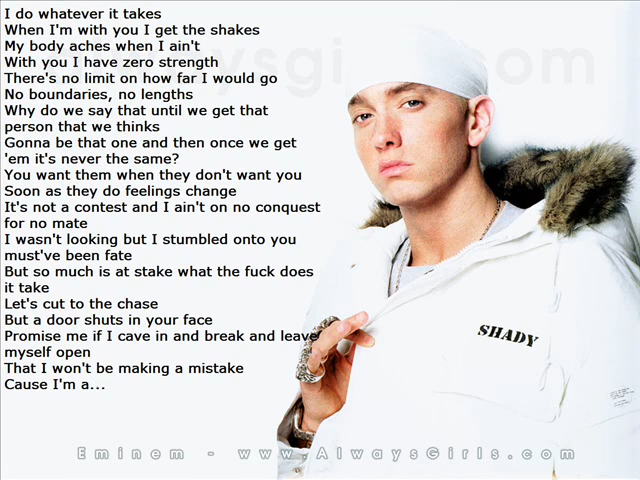 I do whatever it takes
When I'm with you I get the shakes
My body aches when I ain't
With you I have zero strength
There's no limit on how far I would go
No boundaries, no lengths
Why do we say that until we get that
person that we thinks
Gonna be that one and then once we get
'em it's never the same?
You want them when they don't want you
Soon as they do feelings change
It's not a contest and I ain't on no conquest
for no mate
I wasn't looking but I stumbled onto you
must've been fate
But so much is at stake what the fuck does
it take
Let's cut to the chase
But a door shuts in your face
Promise me if I cave in and break and leave
myself open
That I won't be making a mistake
Cause I'm a...
SHADY
Eminem - www.AlwaysGirls.com